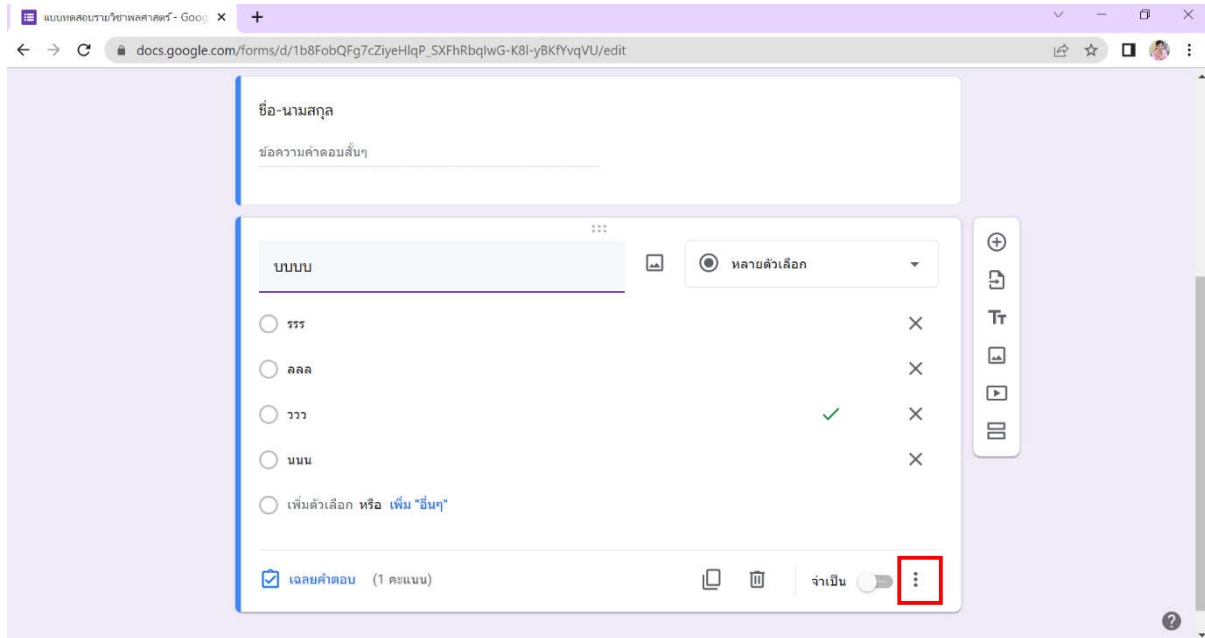 แบบทดสอบรายวิชาพลศาสตร์ - Goog
docs.google.com/forms/d/1b8FobQFg7cZiyeHlqP_SXFhRbqIwG-K8I-yBKfYvqVU/edit
ชื่อ-นามสกุล
ข้อความคำตอบสั้นๆ
บบบบ
หลายตัวเลือก
รรร
ลลล
ววว
นนน
เพิ่มตัวเลือก หรือ เพิ่ม "อื่นๆ"
เฉลยคำตอบ (1 คะแนน)
จำเป็น